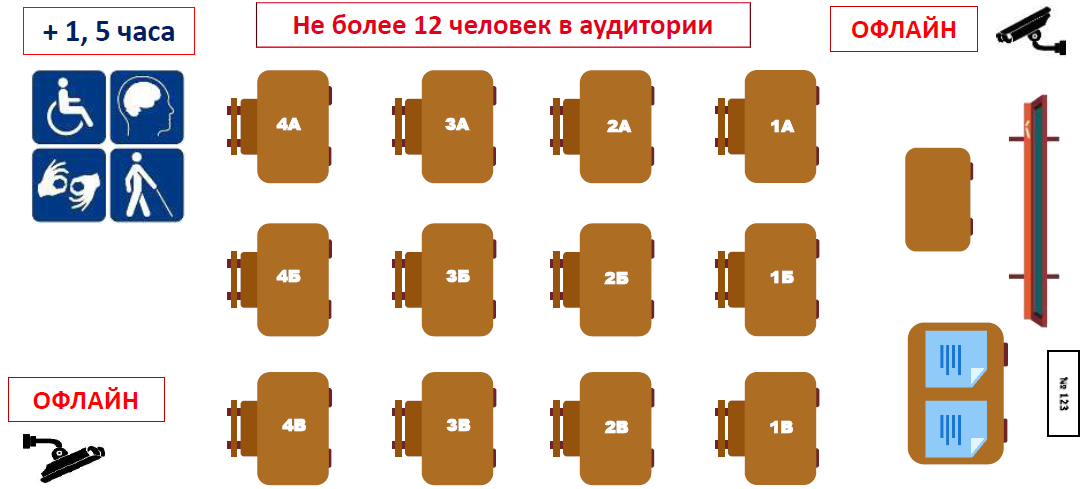 + 1, 5 часа
Не более 12 человек в аудитории
ОФЛАЙН
4А
3А
2А
1А
4Б
3Б
2Б
1Б
№ 123
ОФЛАЙН
4В
3В
2В
1В